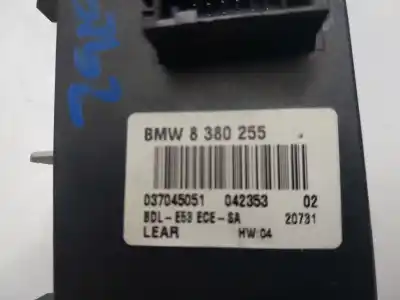 BMW 8 380 255
037045051 042353 02
BDL-E53 ECE-SA 20731
LEAR HW:04